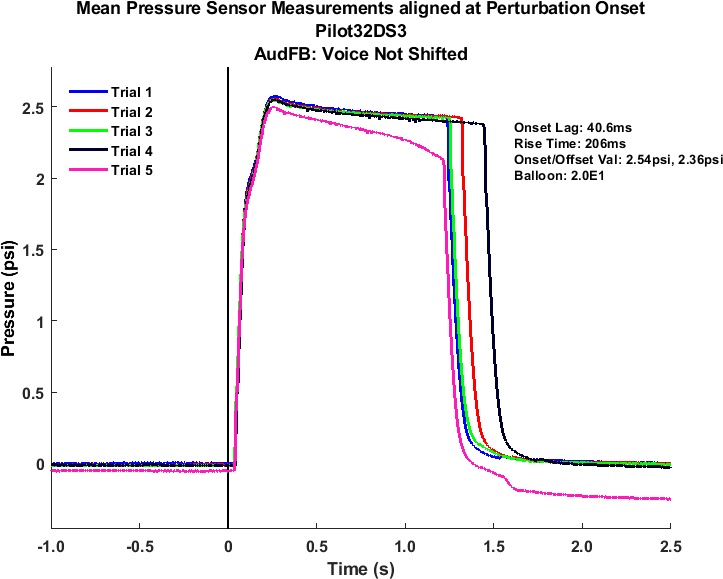 Mean Pressure Sensor Measurements aligned at Perturbation Onset
Pilot32DS3
AudFB: Voice Not Shifted
Trial 1
Trial 2
Trial 3
Trial 4
Trial 5
Onset Lag: 40.6ms
Rise Time: 206ms
Onset/Offset Val: 2.54psi, 2.36psi
Balloon: 2.0E1
Pressure (psi)
2.5
2
1.5
1
0.5
0
-1.0
-0.5
0
0.5
1.0
1.5
2.0
2.5
Time (s)